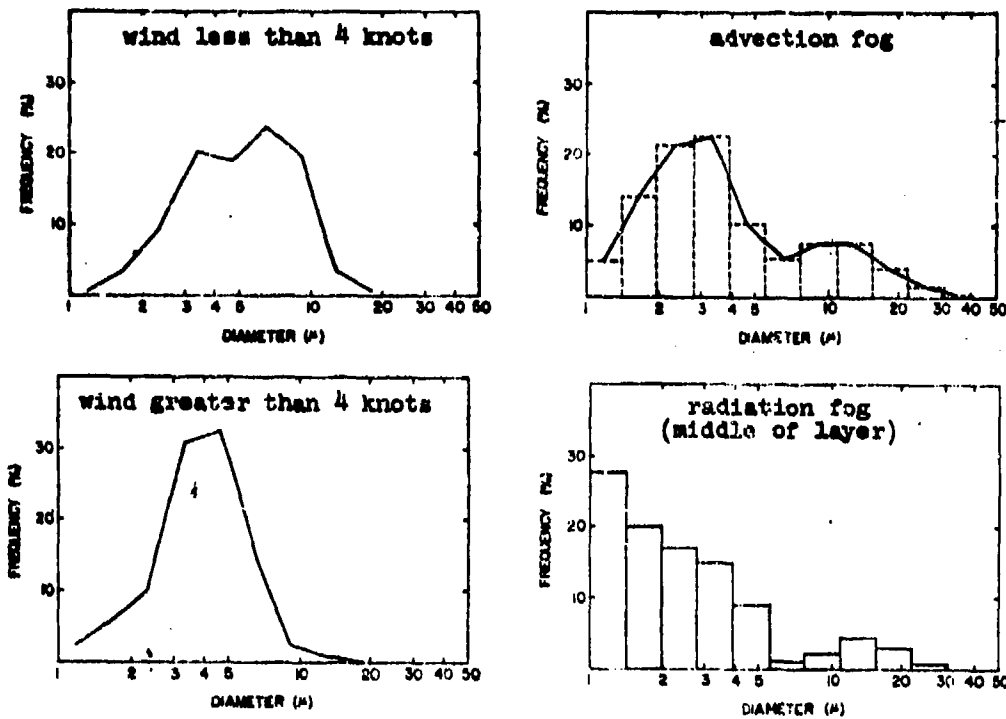 wind less than 4 knots
FREQUENCY (%)
30
20
10
1 2 3 4 5 10 20 30 40 50
DIAMETER (μ)
advection fog
FREQUENCY (%)
30
20
10
1 2 3 5 10 20 30 40 50
DIAMETER (μ)
wind greater than 4 knots
FREQUENCY (%)
30
20
10
1 2 3 4 5 10 20 30 40 50
DIAMETER (μ)
radiation fog
(middle of layer)
FREQUENCY (%)
30
20
10
1 2 3 4 5 10 20 30 40 50
DIAMETER (μ)